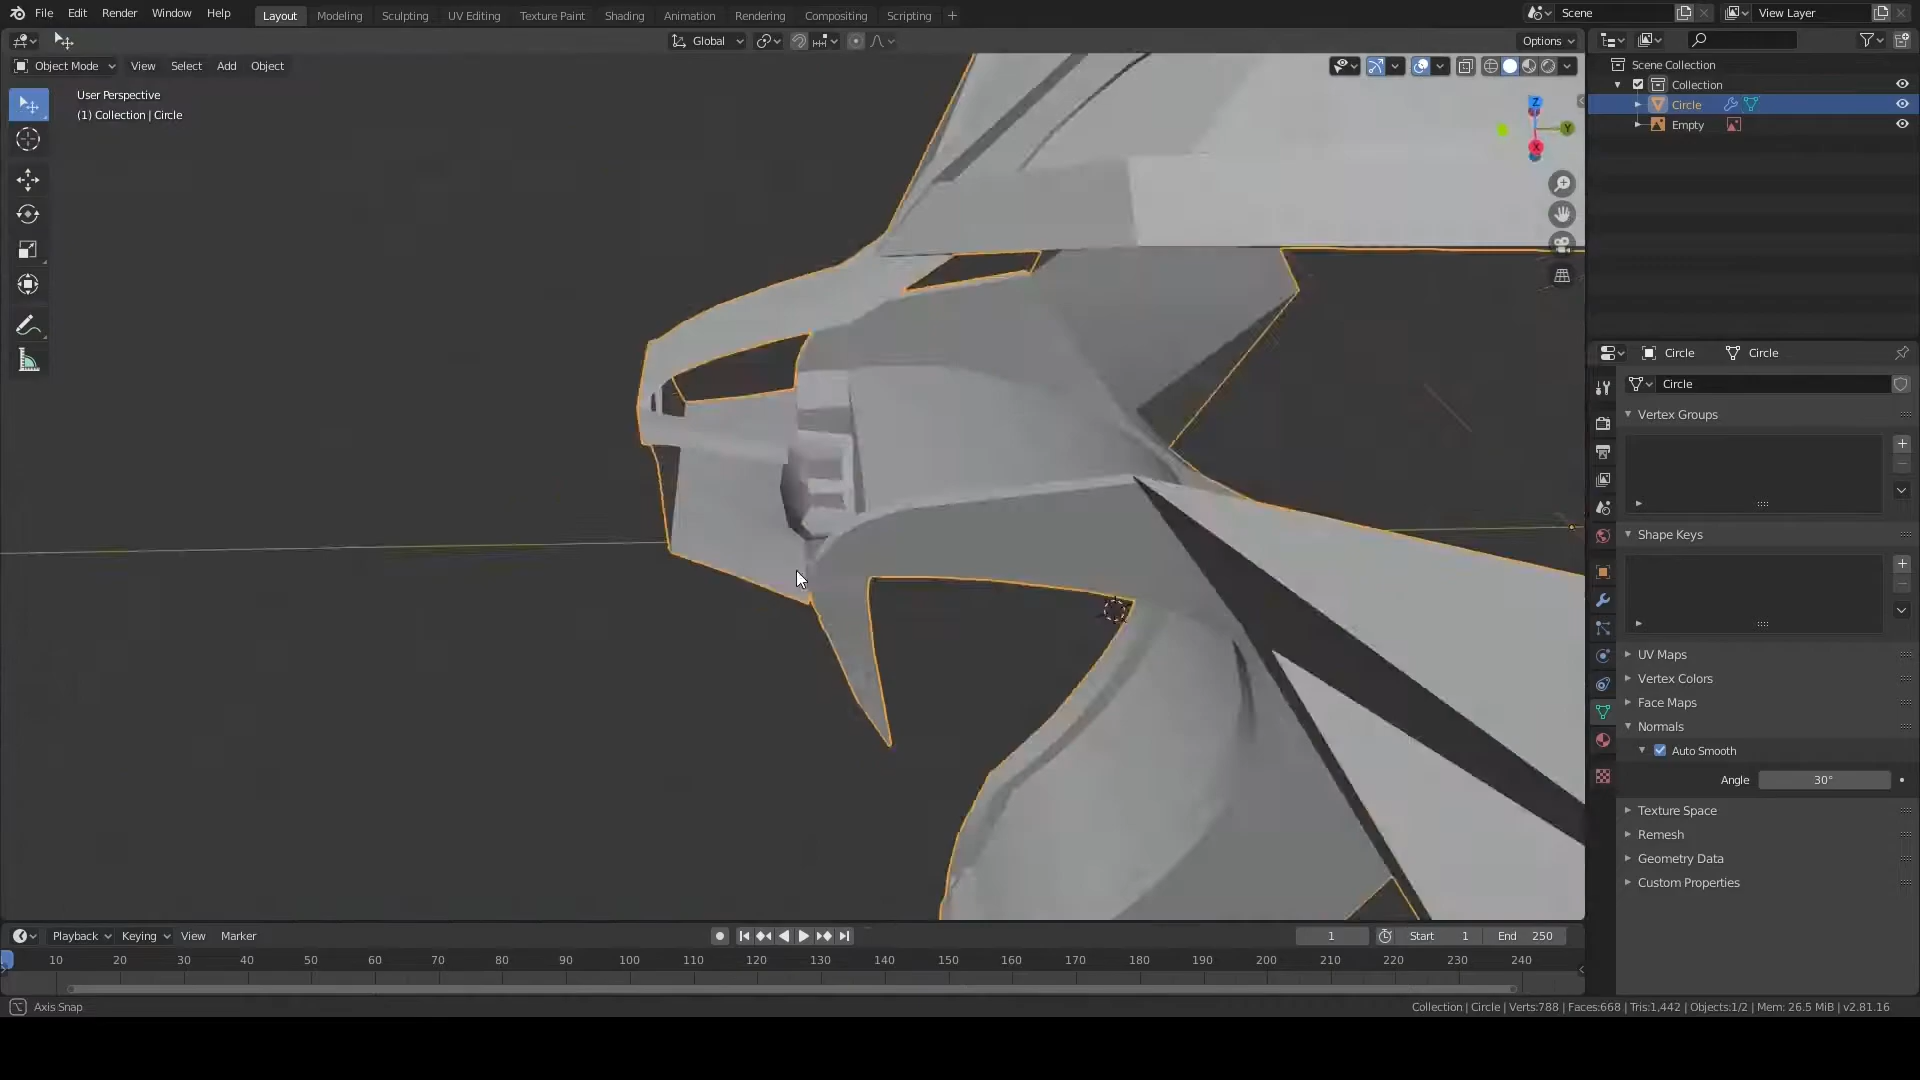 File Edit Render Window Help Layout Modeling Sculpting UV Editing Texture Paint Shading Animation Rendering Compositing Scripting + Scene View Layer
Global Options
Object Mode View Select Add Object
User Perspective
(1) Collection | Circle
Z
Y
X
Scene Collection
Collection
Circle
Empty
Circle Circle
Circle
Vertex Groups
Shape Keys
UV Maps
Vertex Colors
Face Maps
Normals
Auto Smooth
Angle 30°
Texture Space
Remesh
Geometry Data
Custom Properties
Playback Keying View Marker 1 Start 1 End 250
10 20 30 40 50 60 70 80 90 100 110 120 130 140 150 160 170 180 190 200 210 220 230 240
Axis Snap Collection | Circle | Verts:788 | Faces:668 | Tris:1,442 | Objects:1/2 | Mem: 26.5 MiB | v2.81.16